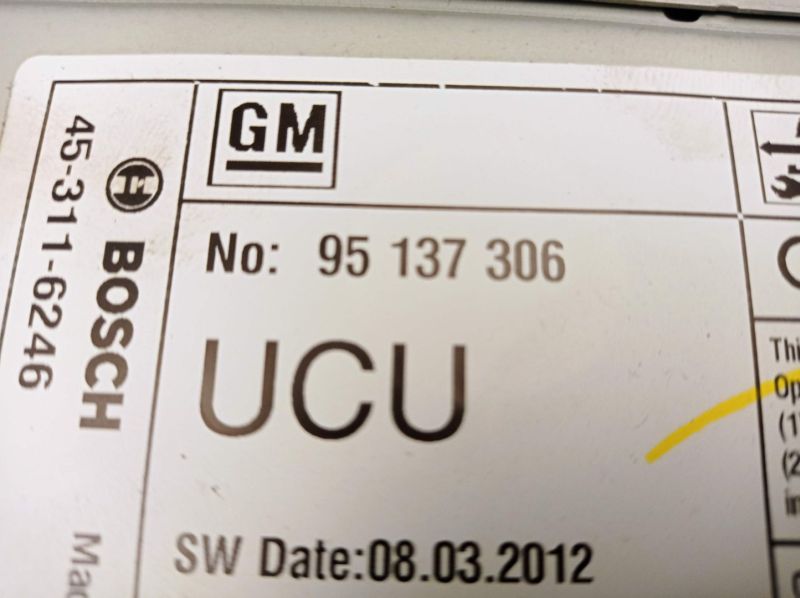 GM
No: 95 137 306
UCU
SW Date:08.03.2012
BOSCH
45-311-6246